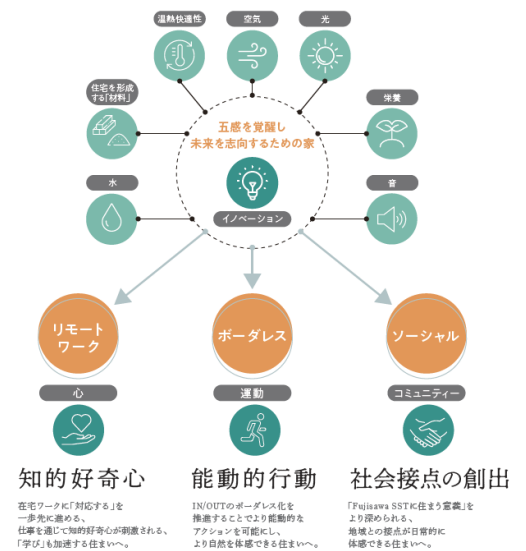 温熱快適性
空気
光
住宅を形成
する「材料」
栄養
五感を覚醒し
未来を志向するための家
水
音
イノベーション
リモート
ワーク
ボーダレス
ソーシャル
心
運動
コミュニティー
知的好奇心
能動的行動
社会接点の創出
在宅ワークに「対応する」を
一歩先に進める、
仕事を通じて知的好奇心が刺激される、
「学び」も加速する住まいへ。
IN/OUTのボーダレス化を
推進することでより能動的な
アクションを可能にし、
より自然を体感できる住まいへ。
「Fujisawa SSTに住まう意義」を
より深められる、
地域との接点が日常的に
体感できる住まいへ。